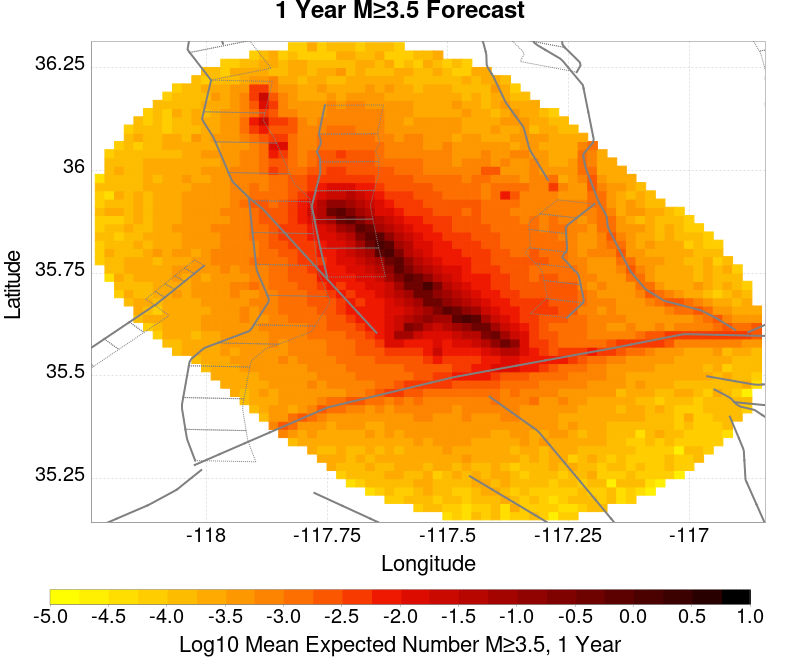 1 Year M≥3.5 Forecast
36.25
36
35.75
35.5
35.25
Latitude
-118 -117.75 -117.5 -117.25 -117
Longitude
-5.0 -4.5 -4.0 -3.5 -3.0 -2.5 -2.0 -1.5 -1.0 -0.5 0.0 0.5 1.0
Log10 Mean Expected Number M≥3.5, 1 Year